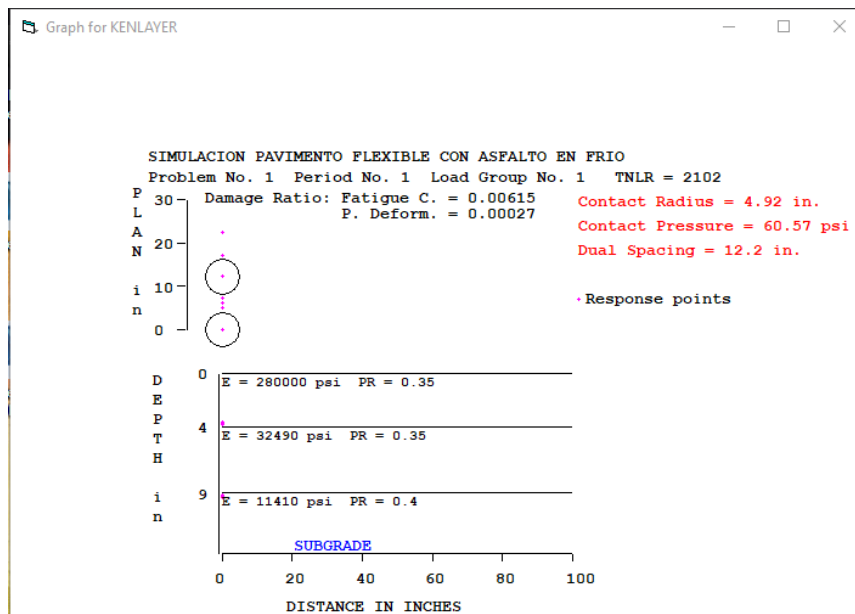 Graph for KENLAYER
SIMULACION PAVIMENTO FLEXIBLE CON ASFALTO EN FRIO
Problem No. 1 Period No. 1 Load Group No. 1 TNLR = 2102
Damage Ratio: Fatigue C. = 0.00615
P. Deform. = 0.00027
Contact Radius = 4.92 in.
Contact Pressure = 60.57 psi
Dual Spacing = 12.2 in.
Response points
PLAN in
30
20
10
0
DEPTH in
0
E = 280000 psi PR = 0.35
4
E = 32490 psi PR = 0.35
9
E = 11410 psi PR = 0.4
SUBGRADE
0 20 40 60 80 100
DISTANCE IN INCHES